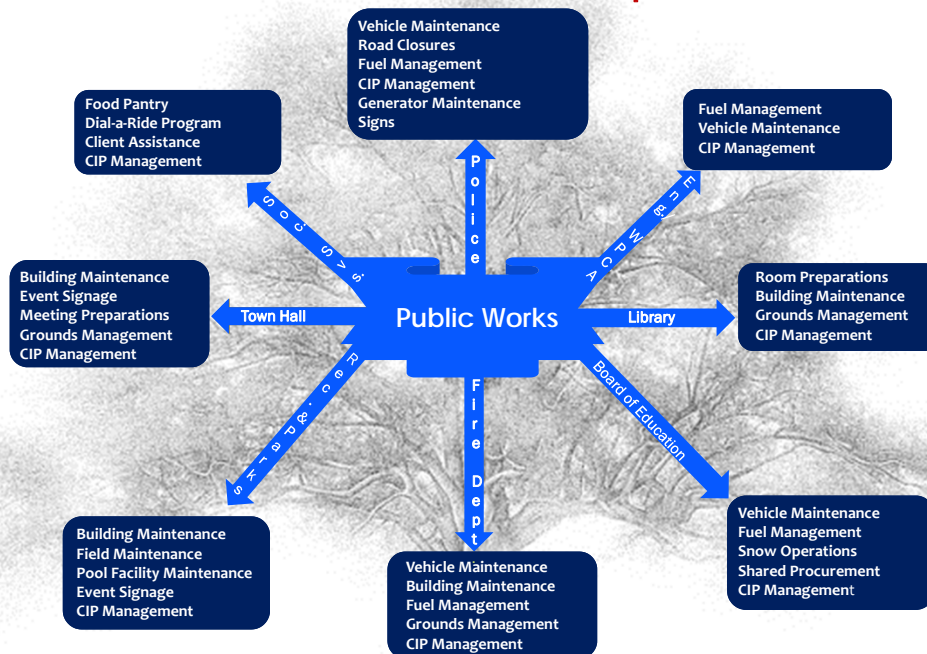 Vehicle Maintenance
Road Closures
Fuel Management
CIP Management
Generator Maintenance
Signs
Food Pantry
Dial-a-Ride Program
Client Assistance
CIP Management
Fuel Management
Vehicle Maintenance
CIP Management
Police
Soc Svs.
Eng. WPCA
Building Maintenance
Event Signage
Meeting Preparations
Grounds Management
CIP Management
Town Hall
Public Works
Library
Room Preparations
Building Maintenance
Grounds Management
CIP Management
Rec. & Parks
Fire Dept
Board of Education
Building Maintenance
Field Maintenance
Pool Facility Maintenance
Event Signage
CIP Management
Vehicle Maintenance
Building Maintenance
Fuel Management
Grounds Management
CIP Management
Vehicle Maintenance
Fuel Management
Snow Operations
Shared Procurement
CIP Management